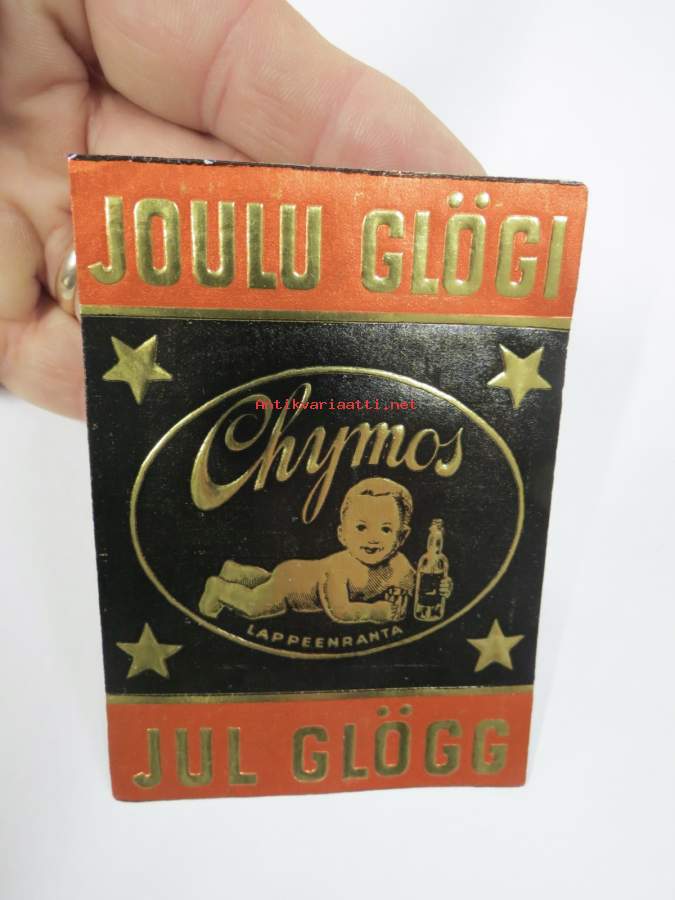 JOULU GLÖGI
Antikvariaatti.net
Chymos
LAPPEENRANTA
JUL GLÖGG